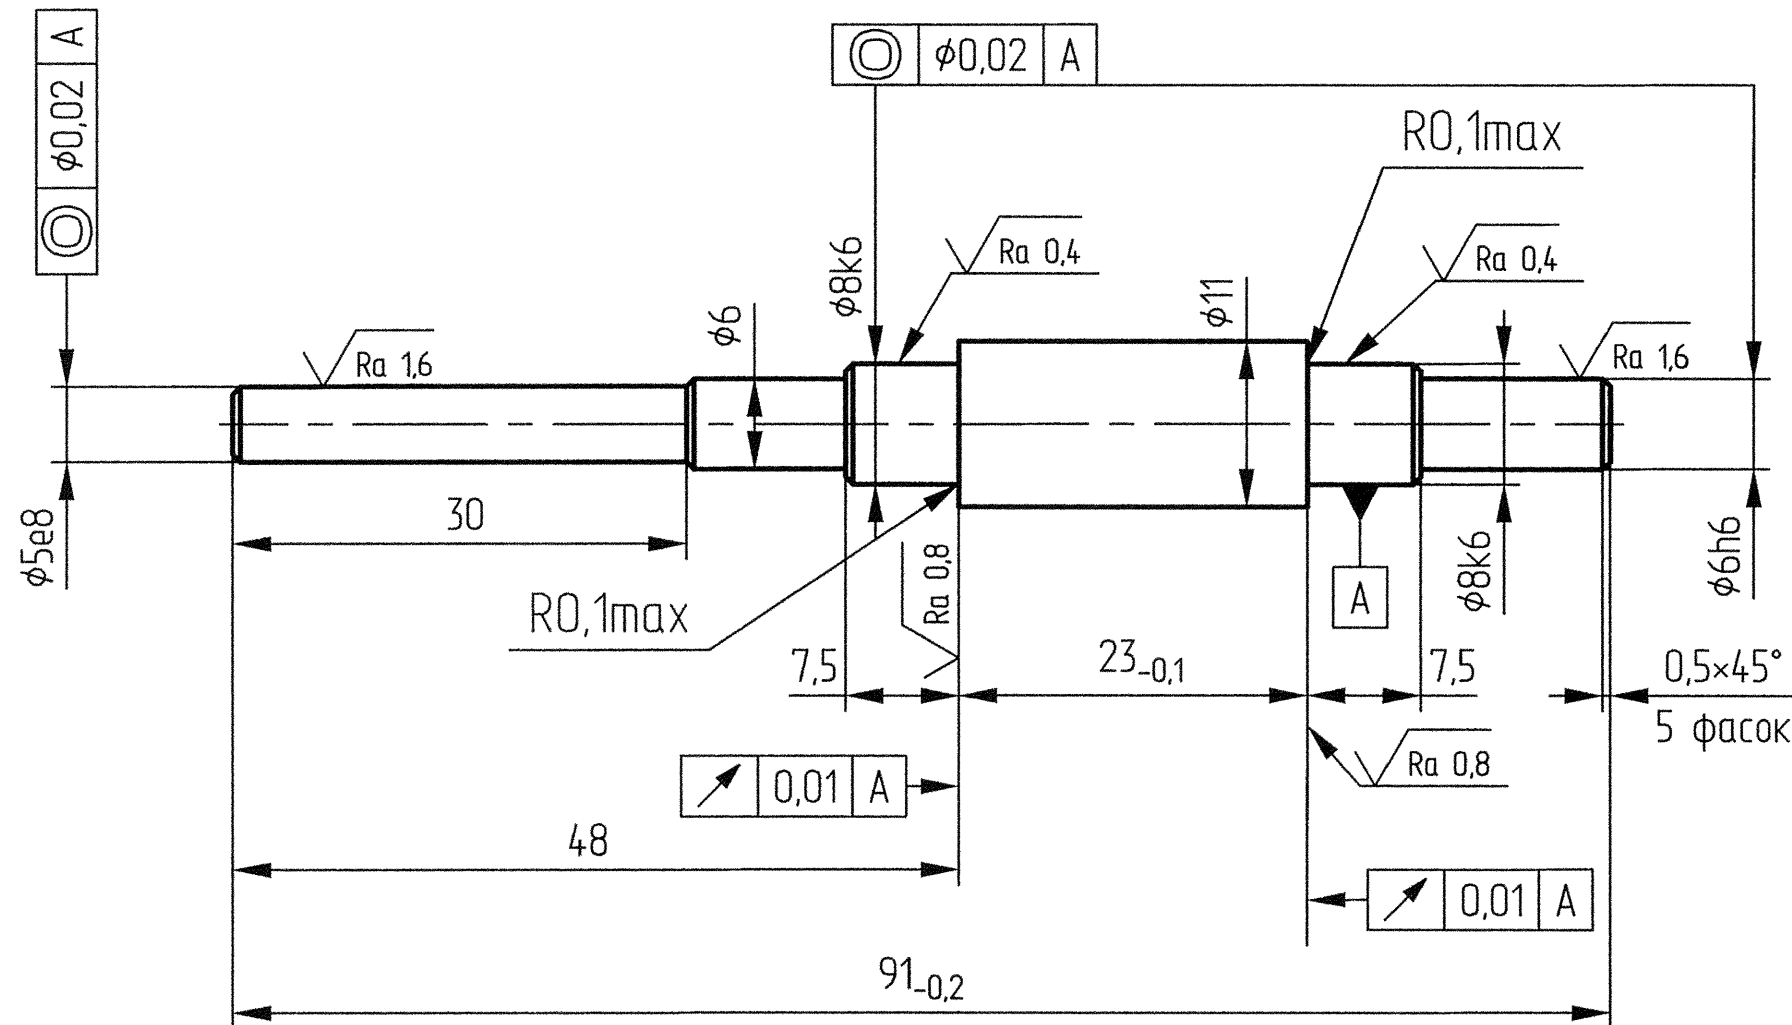 ◎ ⌀0,02 A
◎ ⌀0,02 A
R0,1max
Ra 0,4
Ra 0,4
⌀8k6
⌀6
⌀11
Ra 1,6
Ra 1,6
⌀5e8
30
R0,1max
Ra 0,8
A
⌀8k6
⌀6h6
7,5
23-0,1
7,5
0,5×45°
5 фасок
Ra 0,8
↗ 0,01 A
48
↗ 0,01 A
91-0,2